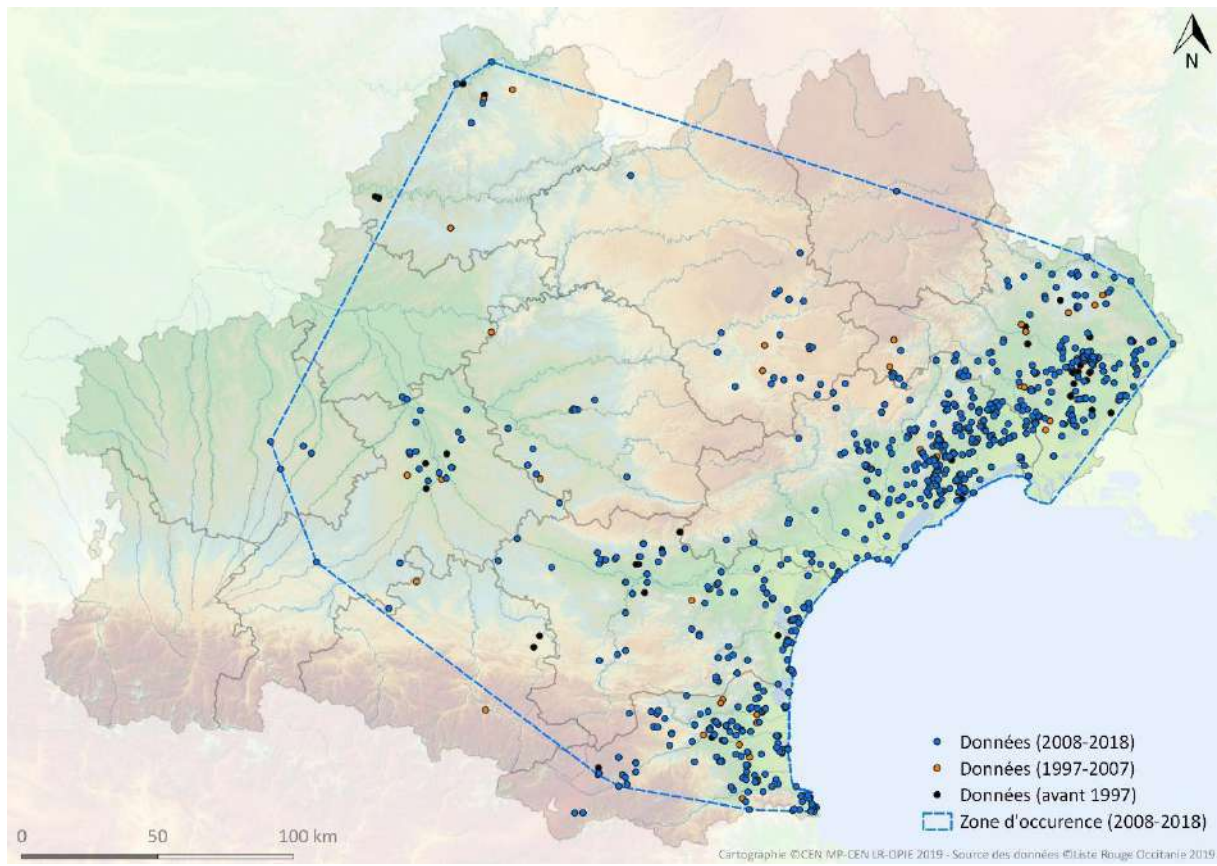 N
Données (2008-2018)
Données (1997-2007)
Données (avant 1997)
Zone d'occurence (2008-2018)
0 50 100 km
Cartographie ©CEN MP-CEN LR-OPIE 2019 - Source des données ©Liste Rouge Occitanie 2019